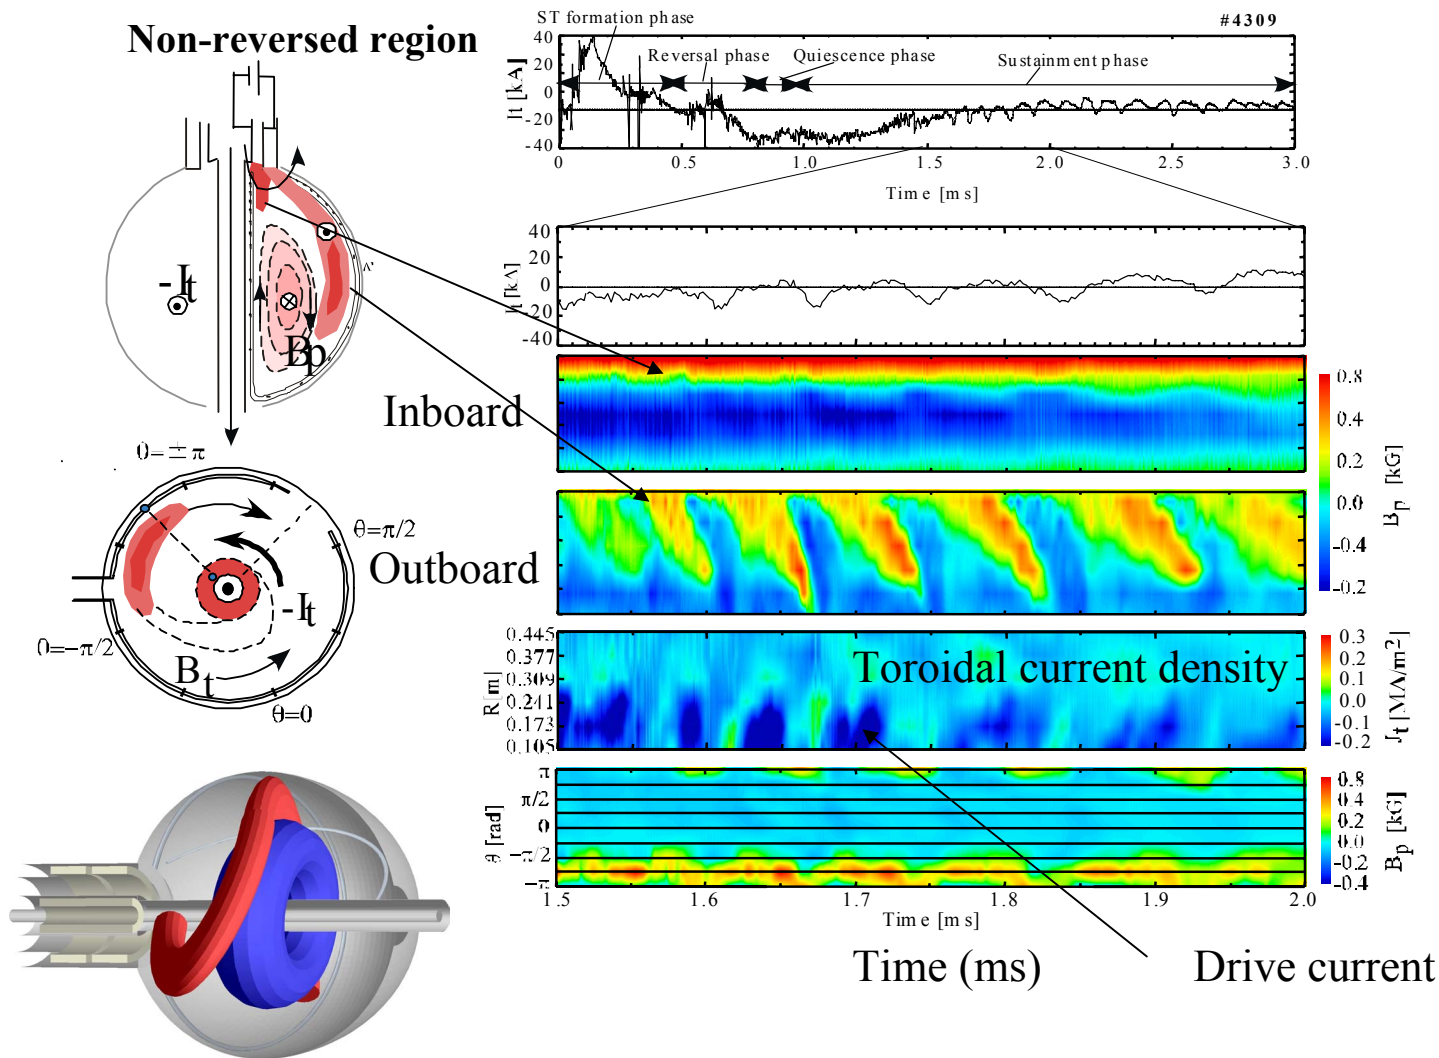 Non-reversed region
#4309
ST formation phase
Reversal phase
Quiescence phase
Sustainment phase
It [kA]
40
20
0
-20
-40
0
0.5
1.0
1.5
2.0
2.5
3.0
Time [ms]
-It
Bp
It [kA]
40
20
0
-20
-40
Inboard
0.8
0.4
0.2
0.0
-0.4
-0.2
Bp [kG]
θ=±π
θ=π/2
θ=−π/2
θ=0
-It
Bt
Outboard
R[m]
0.445
0.377
0.309
0.241
0.173
0.105
Toroidal current density
0.3
0.2
0.0
-0.1
-0.2
Jt [MA/m²]
θ [rad]
π
π/2
0
−π/2
−π
0.8
0.4
0.2
0.0
-0.2
-0.4
Bp [kG]
1.5
1.6
1.7
1.8
1.9
2.0
Time [ms]
Time (ms)
Drive current